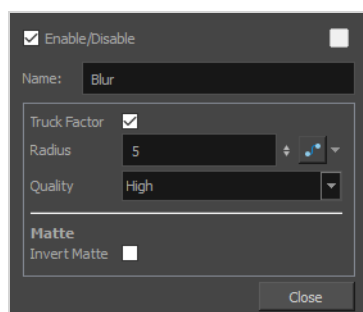 Enable/Disable
Name: Blur
Truck Factor
Radius 5
Quality High
Matte
Invert Matte
Close